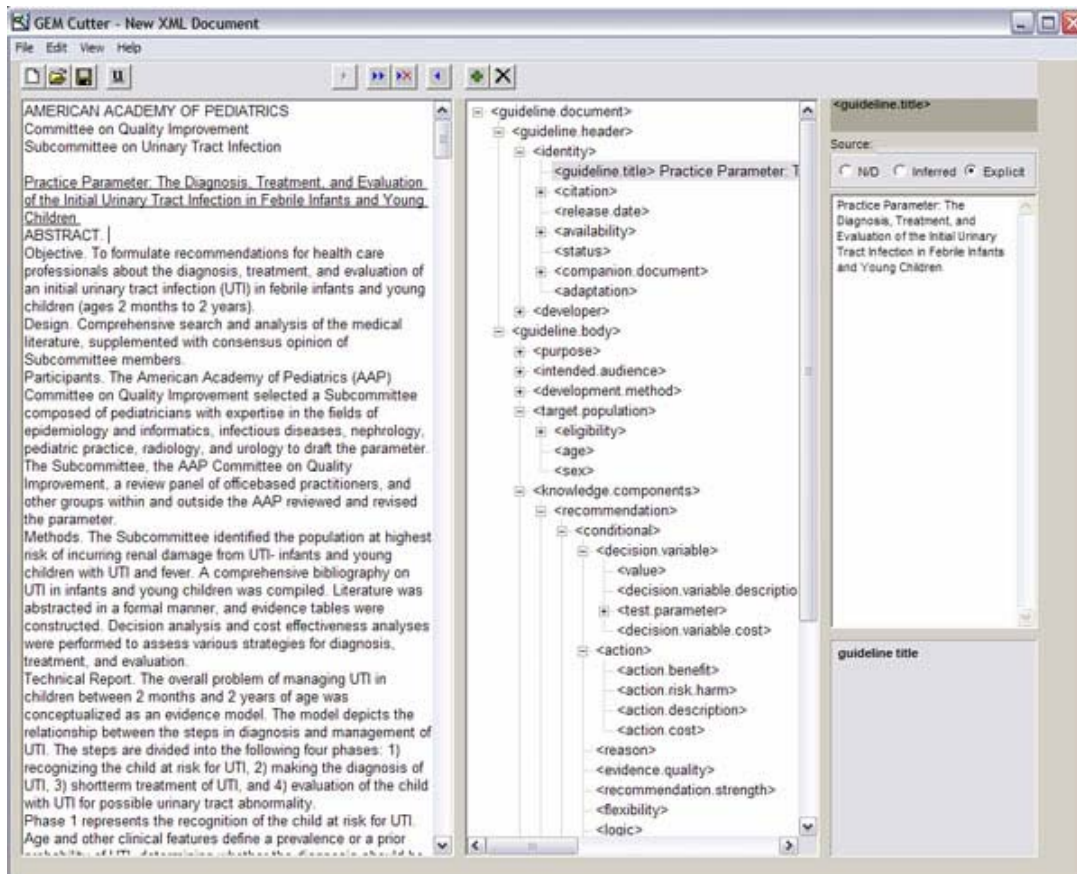 GEM Cutter - New XML Document
File Edit View Help
u
AMERICAN ACADEMY OF PEDIATRICS
Committee on Quality Improvement
Subcommittee on Urinary Tract Infection
Practice Parameter: The Diagnosis, Treatment, and Evaluation
of the Initial Urinary Tract Infection in Febrile Infants and Young
Children
ABSTRACT.
Objective. To formulate recommendations for health care
professionals about the diagnosis, treatment, and evaluation of
an initial urinary tract infection (UTI) in febrile infants and young
children (ages 2 months to 2 years).
Design. Comprehensive search and analysis of the medical
literature, supplemented with consensus opinion of
Subcommittee members.
Participants. The American Academy of Pediatrics (AAP)
Committee on Quality Improvement selected a Subcommittee
composed of pediatricians with expertise in the fields of
epidemiology and informatics, infectious diseases, nephrology,
pediatric practice, radiology, and urology to draft the parameter.
The Subcommittee, the AAP Committee on Quality
Improvement, a review panel of officebased practitioners, and
other groups within and outside the AAP reviewed and revised
the parameter.
Methods. The Subcommittee identified the population at highest
risk of incurring renal damage from UTI- infants and young
children with UTI and fever. A comprehensive bibliography on
UTI in infants and young children was compiled. Literature was
abstracted in a formal manner, and evidence tables were
constructed. Decision analysis and cost effectiveness analyses
were performed to assess various strategies for diagnosis,
treatment, and evaluation.
Technical Report. The overall problem of managing UTI in
children between 2 months and 2 years of age was
conceptualized as an evidence model. The model depicts the
relationship between the steps in diagnosis and management of
UTI. The steps are divided into the following four phases: 1)
recognizing the child at risk for UTI, 2) making the diagnosis of
UTI, 3) shortterm treatment of UTI, and 4) evaluation of the child
with UTI for possible urinary tract abnormality.
Phase 1 represents the recognition of the child at risk for UTI.
Age and other clinical features define a prevalence or a prior
probability of UTI, determining whether the diagnosis should be
<guideline.document>
<guideline.header>
<identity>
<guideline.title> Practice Parameter: T
<citation>
<release.date>
<availability>
<status>
<companion.document>
<adaptation>
<developer>
<guideline.body>
<purpose>
<intended.audience>
<development.method>
<target.population>
<eligibility>
<age>
<sex>
<knowledge.components>
<recommendation>
<conditional>
<decision.variable>
<value>
<decision.variable.descriptio
<test.parameter>
<decision.variable.cost>
<action>
<action.benefit>
<action.risk.harm>
<action.description>
<action.cost>
<reason>
<evidence.quality>
<recommendation.strength>
<flexibility>
<logic>
<guideline.title>
Source:
N/D Inferred Explicit
Practice Parameter: The
Diagnosis, Treatment, and
Evaluation of the Initial Urinary
Tract Infection in Febrile Infants
and Young Children
guideline title